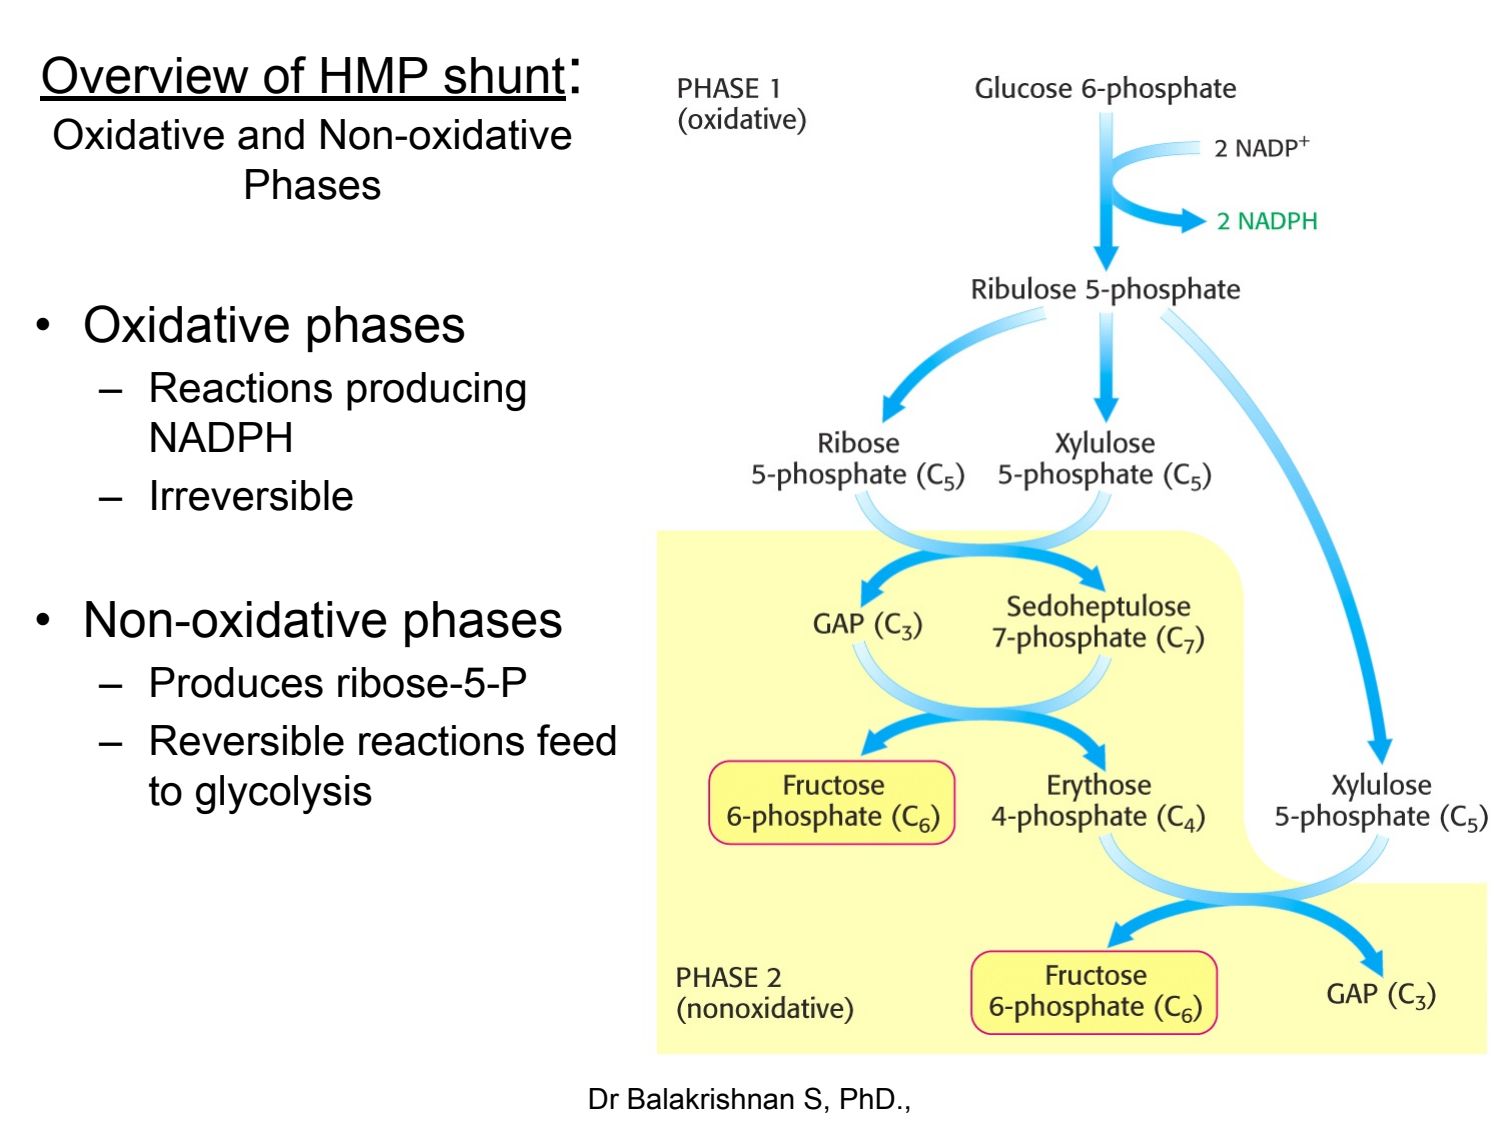 Overview of HMP shunt:
Oxidative and Non-oxidative
Phases
• Oxidative phases
– Reactions producing
NADPH
– Irreversible
• Non-oxidative phases
– Produces ribose-5-P
– Reversible reactions feed
to glycolysis
PHASE 1
(oxidative)
Glucose 6-phosphate
2 NADP⁺
2 NADPH
Ribulose 5-phosphate
Ribose
5-phosphate (C₅)
Xylulose
5-phosphate (C₅)
GAP (C₃)
Sedoheptulose
7-phosphate (C₇)
Fructose
6-phosphate (C₆)
Erythose
4-phosphate (C₄)
Xylulose
5-phosphate (C₅)
PHASE 2
(nonoxidative)
Fructose
6-phosphate (C₆)
GAP (C₃)
Dr Balakrishnan S, PhD.,